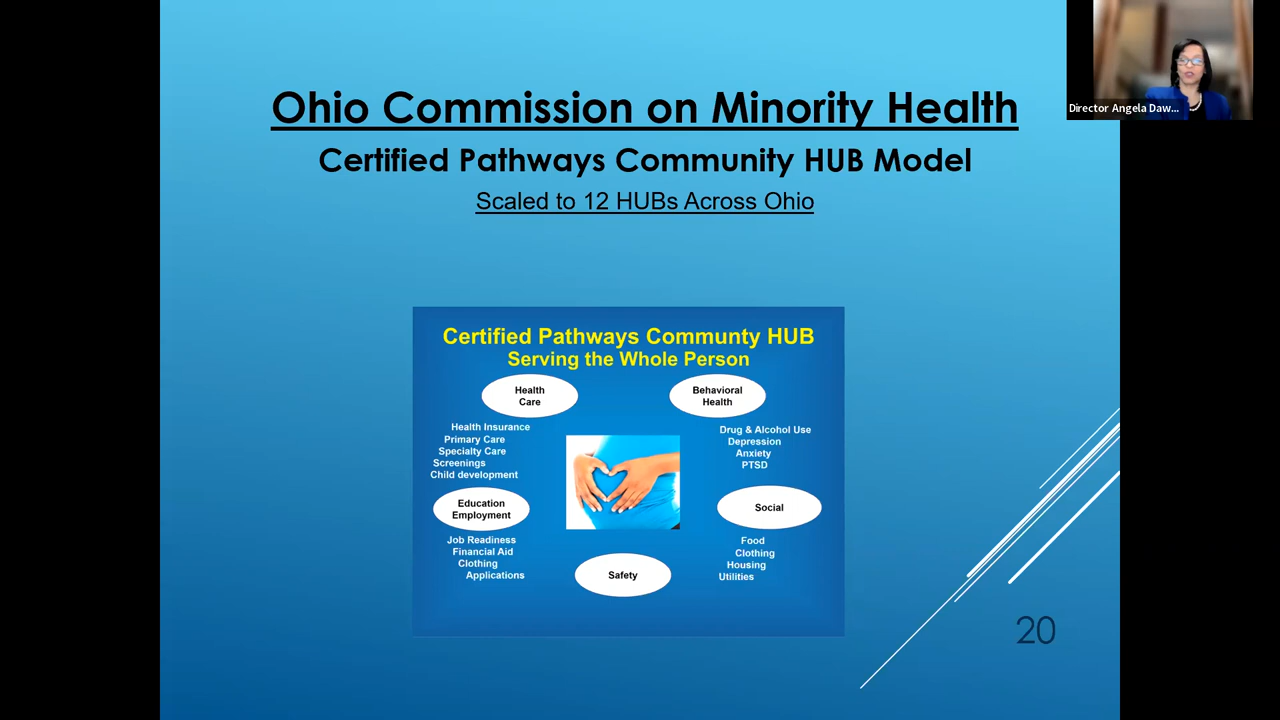 Ohio Commission on Minority Health
Certified Pathways Community HUB Model
Scaled to 12 HUBs Across Ohio
Director Angela Daw...
Certified Pathways Communty HUB
Serving the Whole Person
Health
Care
Health Insurance
Primary Care
Specialty Care
Screenings
Child development
Behavioral
Health
Drug & Alcohol Use
Depression
Anxiety
PTSD
Education
Employment
Job Readiness
Financial Aid
Clothing
Applications
Social
Food
Clothing
Housing
Utilities
Safety
20